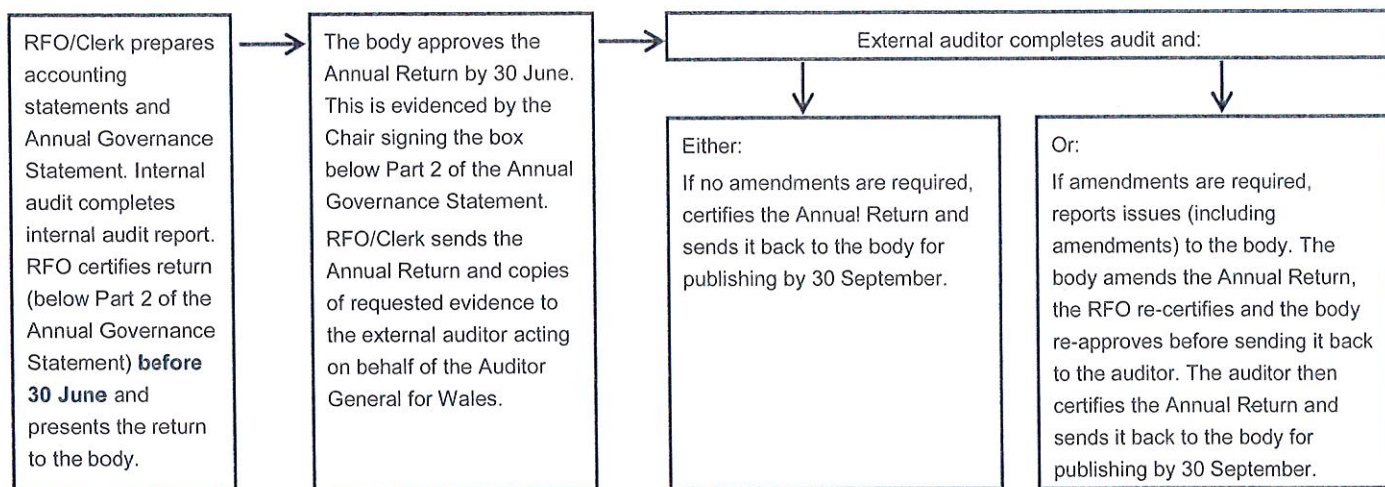 RFO/Clerk prepares
accounting
statements and
Annual Governance
Statement. Internal
audit completes
internal audit report.
RFO certifies return
(below Part 2 of the
Annual Governance
Statement) before
30 June and
presents the return
to the body.
The body approves the
Annual Return by 30 June.
This is evidenced by the
Chair signing the box
below Part 2 of the Annual
Governance Statement.
RFO/Clerk sends the
Annual Return and copies
of requested evidence to
the external auditor acting
on behalf of the Auditor
General for Wales.
External auditor completes audit and:
Either:
If no amendments are required,
certifies the Annual Return and
sends it back to the body for
publishing by 30 September.
Or:
If amendments are required,
reports issues (including
amendments) to the body. The
body amends the Annual Return,
the RFO re-certifies and the body
re-approves before sending it back
to the auditor. The auditor then
certifies the Annual Return and
sends it back to the body for
publishing by 30 September.